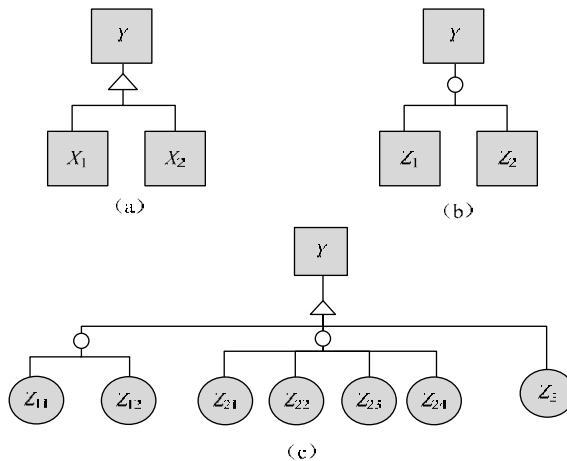 Y Y
X₁ X₂ Z₁ Z₂
(a) (b)
Y
Z₁₁ Z₁₂ Z₂₁ Z₂₂ Z₂₃ Z₂₄ Z₃
(c)